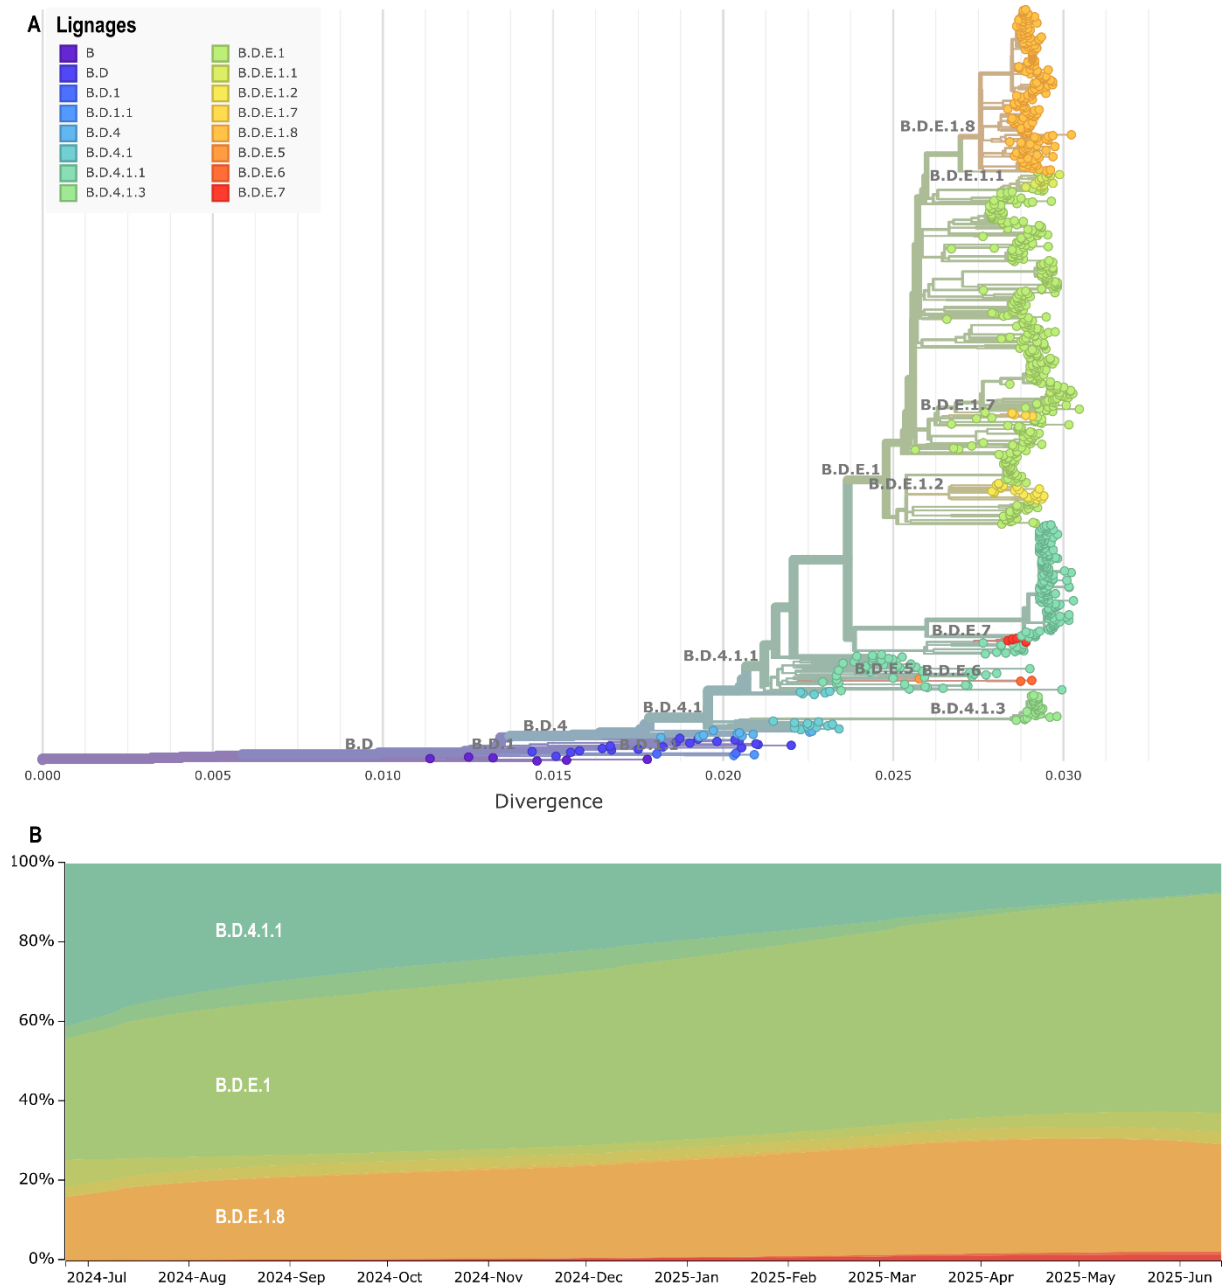 A Lignages
B B.D.E.1
B.D B.D.E.1.1
B.D.1 B.D.E.1.2
B.D.1.1 B.D.E.1.7
B.D.4 B.D.E.1.8
B.D.4.1 B.D.E.5
B.D.4.1.1 B.D.E.6
B.D.4.1.3 B.D.E.7
B.D.E.1.8
B.D.E.1.1
B.D.E.1.7
B.D.E.1
B.D.E.1.2
B.D.E.7
B.D.4.1.1
B.D.E.5 B.D.E.6
B.D.4.1 B.D.4.1.3
B.D.4
B.D B.D.1
0.000 0.005 0.010 0.015 0.020 0.025 0.030
Divergence
B
100%
B.D.4.1.1
80%
60%
B.D.E.1
40%
20%
B.D.E.1.8
0%
2024-Jul 2024-Aug 2024-Sep 2024-Oct 2024-Nov 2024-Dec 2025-Jan 2025-Feb 2025-Mar 2025-Apr 2025-May 2025-Jun